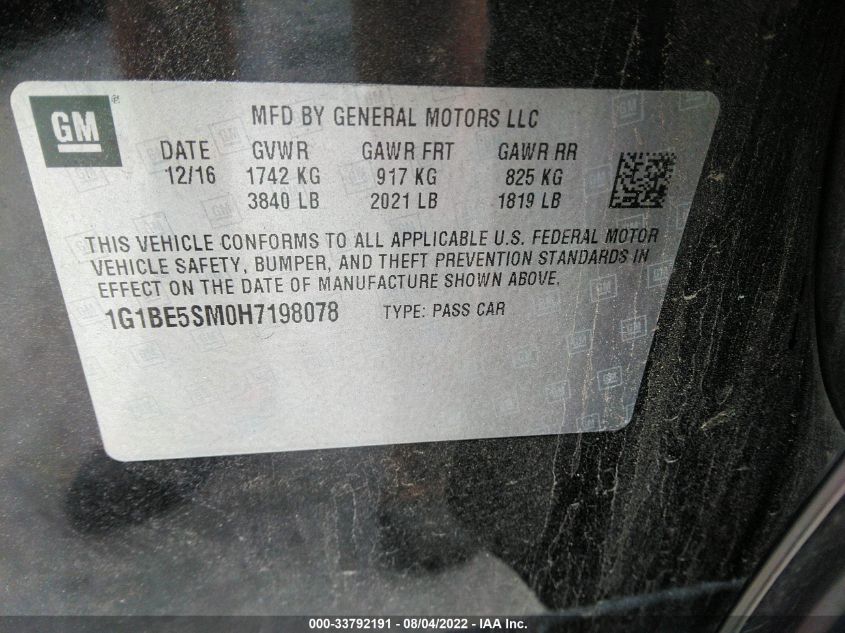 GM
MFD BY GENERAL MOTORS LLC
DATE GVWR GAWR FRT GAWR RR
12/16 1742 KG 917 KG 825 KG
3840 LB 2021 LB 1819 LB
THIS VEHICLE CONFORMS TO ALL APPLICABLE U.S. FEDERAL MOTOR
VEHICLE SAFETY, BUMPER, AND THEFT PREVENTION STANDARDS IN
EFFECT ON THE DATE OF MANUFACTURE SHOWN ABOVE.
1G1BE5SM0H7198078 TYPE: PASS CAR
000-33792191 - 08/04/2022 - IAA Inc.